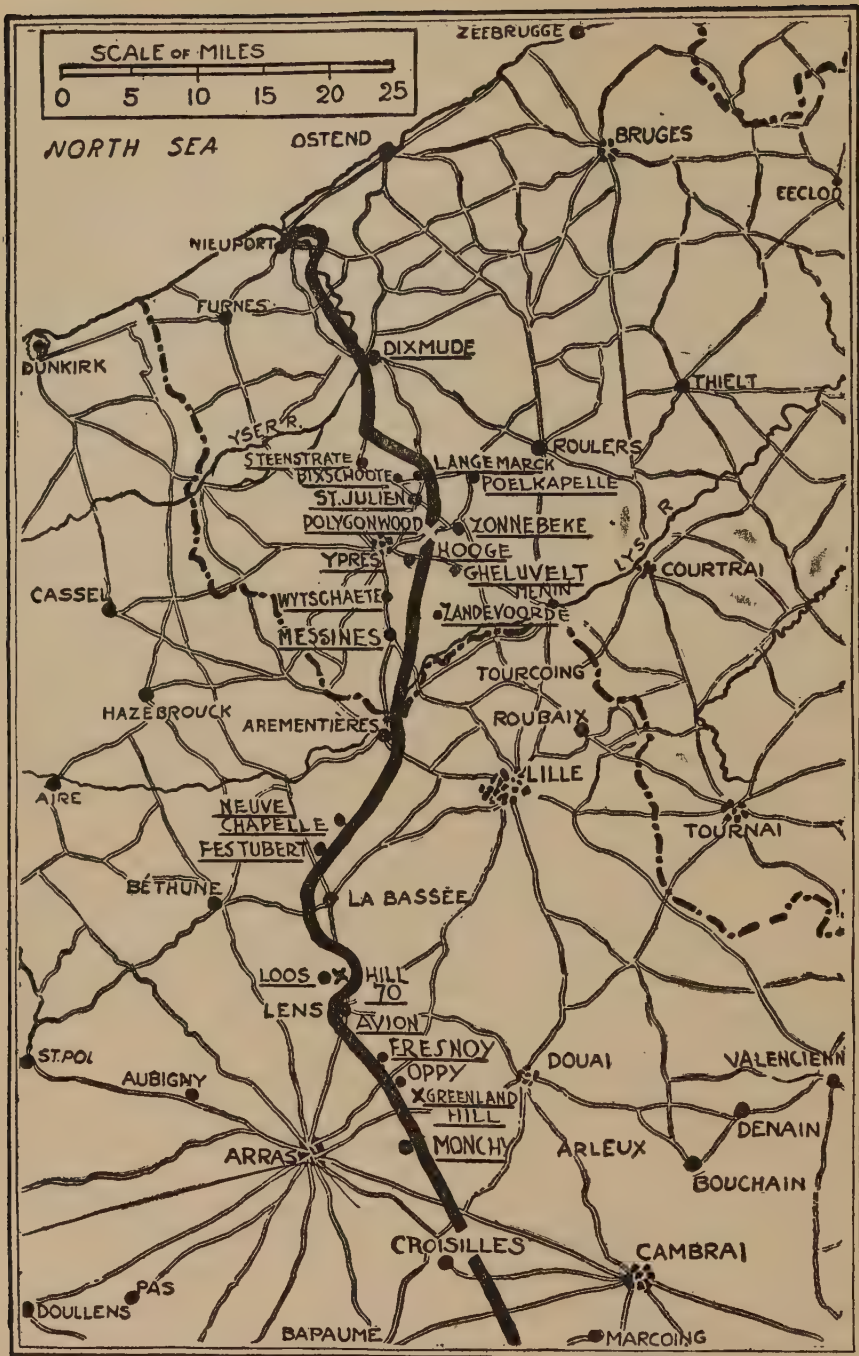 SCALE OF MILES
0 5 10 15 20 25
ZEEBRUGGE
NORTH SEA
OSTEND
BRUGES
EECLOO
NIEUPORT
FURNES
DUNKIRK
DIXMUDE
THIELT
YSER R.
ROULERS
STEENSTRATE
LANGEMARCK
BIXSCHOOTE
POELKAPELLE
ST. JULIEN
POLYGONWOOD
ZONNEBEKE
HOOGE
LYS R.
YPRES
GHELUVELT
COURTRAI
MENIN
CASSEL
WYTSCHAETE
ZANDEVOORDE
MESSINES
TOURCOING
HAZEBROUCK
AREMENTIÈRES
ROUBAIX
LILLE
AIRE
NEUVE
CHAPELLE
TOURNAI
FESTUBERT
BÉTHUNE
LA BASSÉE
LOOS
HILL
70
LENS
AVION
ST. POL
FRESNOY
DOUAI
VALENCIENN
OPPY
AUBIGNY
GREENLAND
HILL
DENAIN
ARRAS
MONCHY
ARLEUX
BOUCHAIN
CROISILLES
CAMBRAI
PAS
DOULLENS
BAPAUME
MARCOING